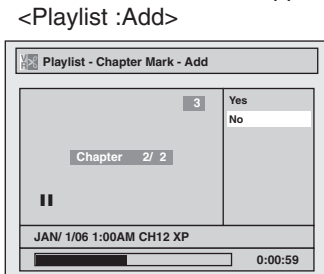 <Playlist :Add>
Playlist - Chapter Mark - Add
3
Yes
No
Chapter 2/ 2
JAN/ 1/06 1:00AM CH12 XP
0:00:59